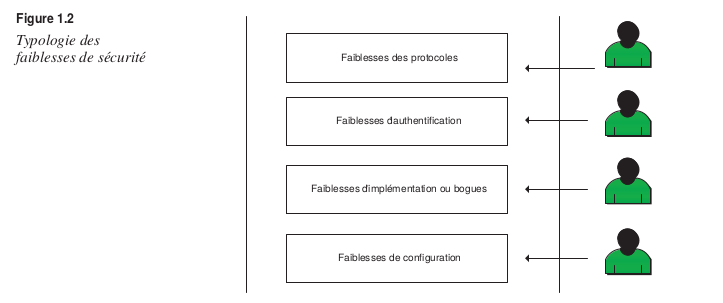 Figure 1.2
Typologie des
faiblesses de sécurité
Faiblesses des protocoles
Faiblesses dauthentification
Faiblesses d'implémentation ou bogues
Faiblesses de configuration